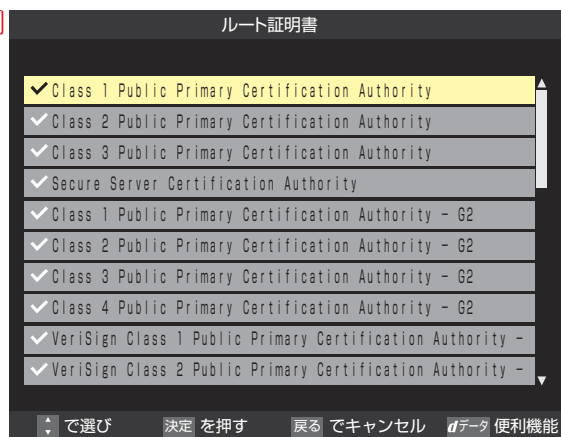 ルート証明書
Class 1 Public Primary Certification Authority
Class 2 Public Primary Certification Authority
Class 3 Public Primary Certification Authority
Secure Server Certification Authority
Class 1 Public Primary Certification Authority - G2
Class 2 Public Primary Certification Authority - G2
Class 3 Public Primary Certification Authority - G2
Class 4 Public Primary Certification Authority - G2
VeriSign Class 1 Public Primary Certification Authority -
VeriSign Class 2 Public Primary Certification Authority -
で選び 決定 を押す 戻る でキャンセル dデータ 便利機能